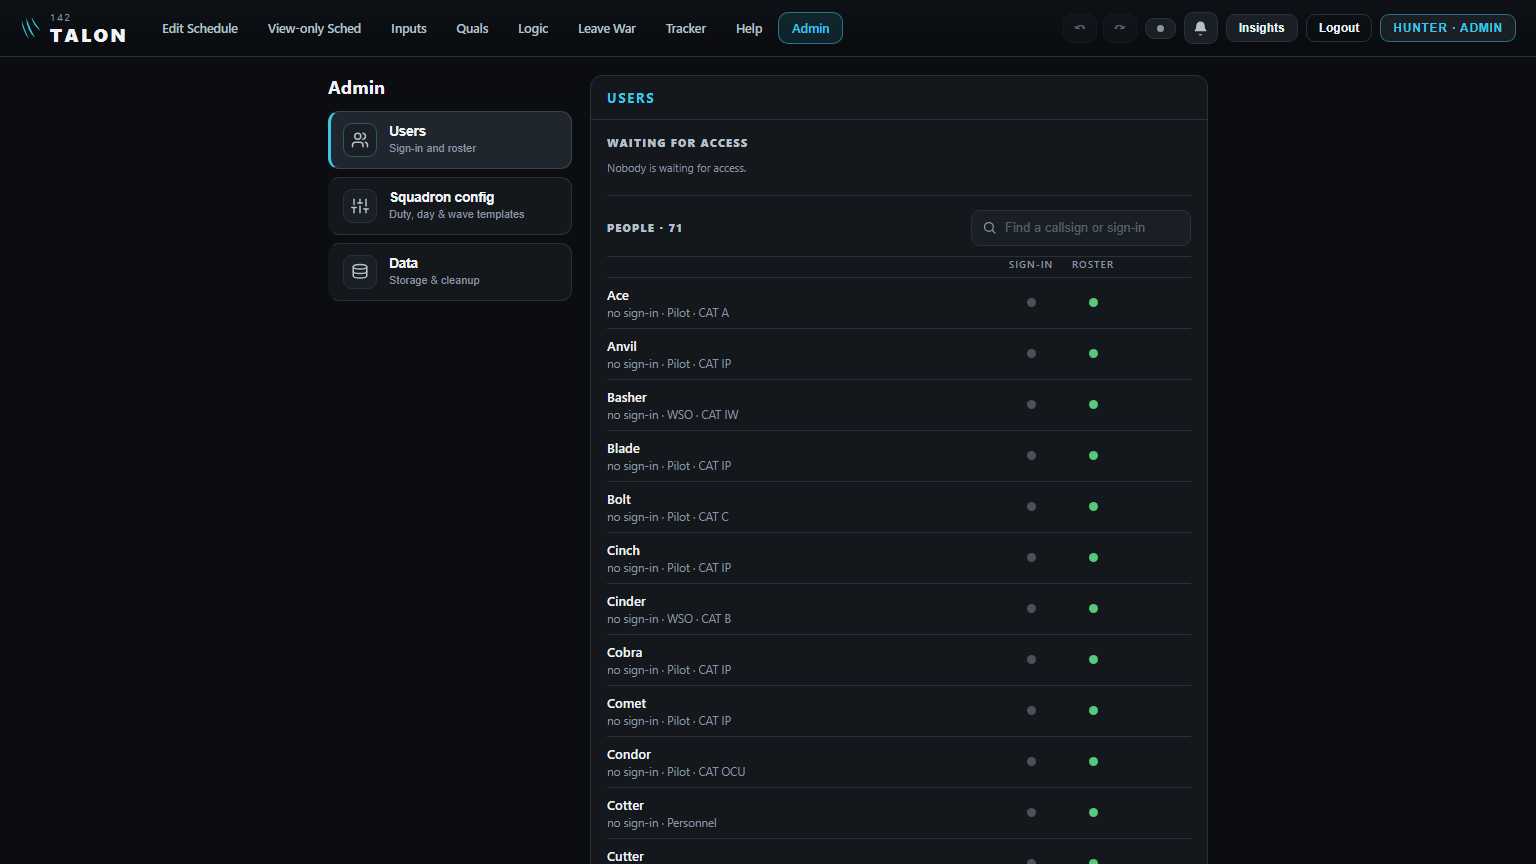 142
TALON
Edit Schedule
View-only Sched
Inputs
Quals
Logic
Leave War
Tracker
Help
Admin
Insights
Logout
HUNTER · ADMIN
Admin
Users
Sign-in and roster
Squadron config
Duty, day & wave templates
Data
Storage & cleanup
USERS
WAITING FOR ACCESS
Nobody is waiting for access.
PEOPLE · 71
Find a callsign or sign-in
SIGN-IN ROSTER
Ace
no sign-in · Pilot · CAT A
Anvil
no sign-in · Pilot · CAT IP
Basher
no sign-in · WSO · CAT IW
Blade
no sign-in · Pilot · CAT IP
Bolt
no sign-in · Pilot · CAT C
Cinch
no sign-in · Pilot · CAT IP
Cinder
no sign-in · WSO · CAT B
Cobra
no sign-in · Pilot · CAT IP
Comet
no sign-in · Pilot · CAT IP
Condor
no sign-in · Pilot · CAT OCU
Cotter
no sign-in · Personnel
Cutter